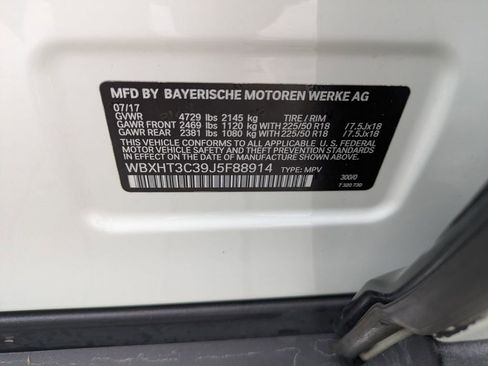 MFD BY BAYERISCHE MOTOREN WERKE AG
07/17
GVWR 4729 lbs 2145 kg TIRE / RIM
GAWR FRONT 2469 lbs 1120 kg WITH 225/50 R18 /7.5Jx18
GAWR REAR 2381 lbs 1080 kg WITH 225/50 R18 /7.5Jx18
THIS VEHICLE CONFORMS TO ALL APPLICABLE U.S. FEDERAL
MOTOR VEHICLE SAFETY, BUMPER, AND THEFT PREVENTION
STANDARDS IN EFFECT ON THE DATE OF MANUFACTURE SHOWN ABOVE.
WBXHT3C39J5F88914 TYPE: MPV
300/0
T 320 730